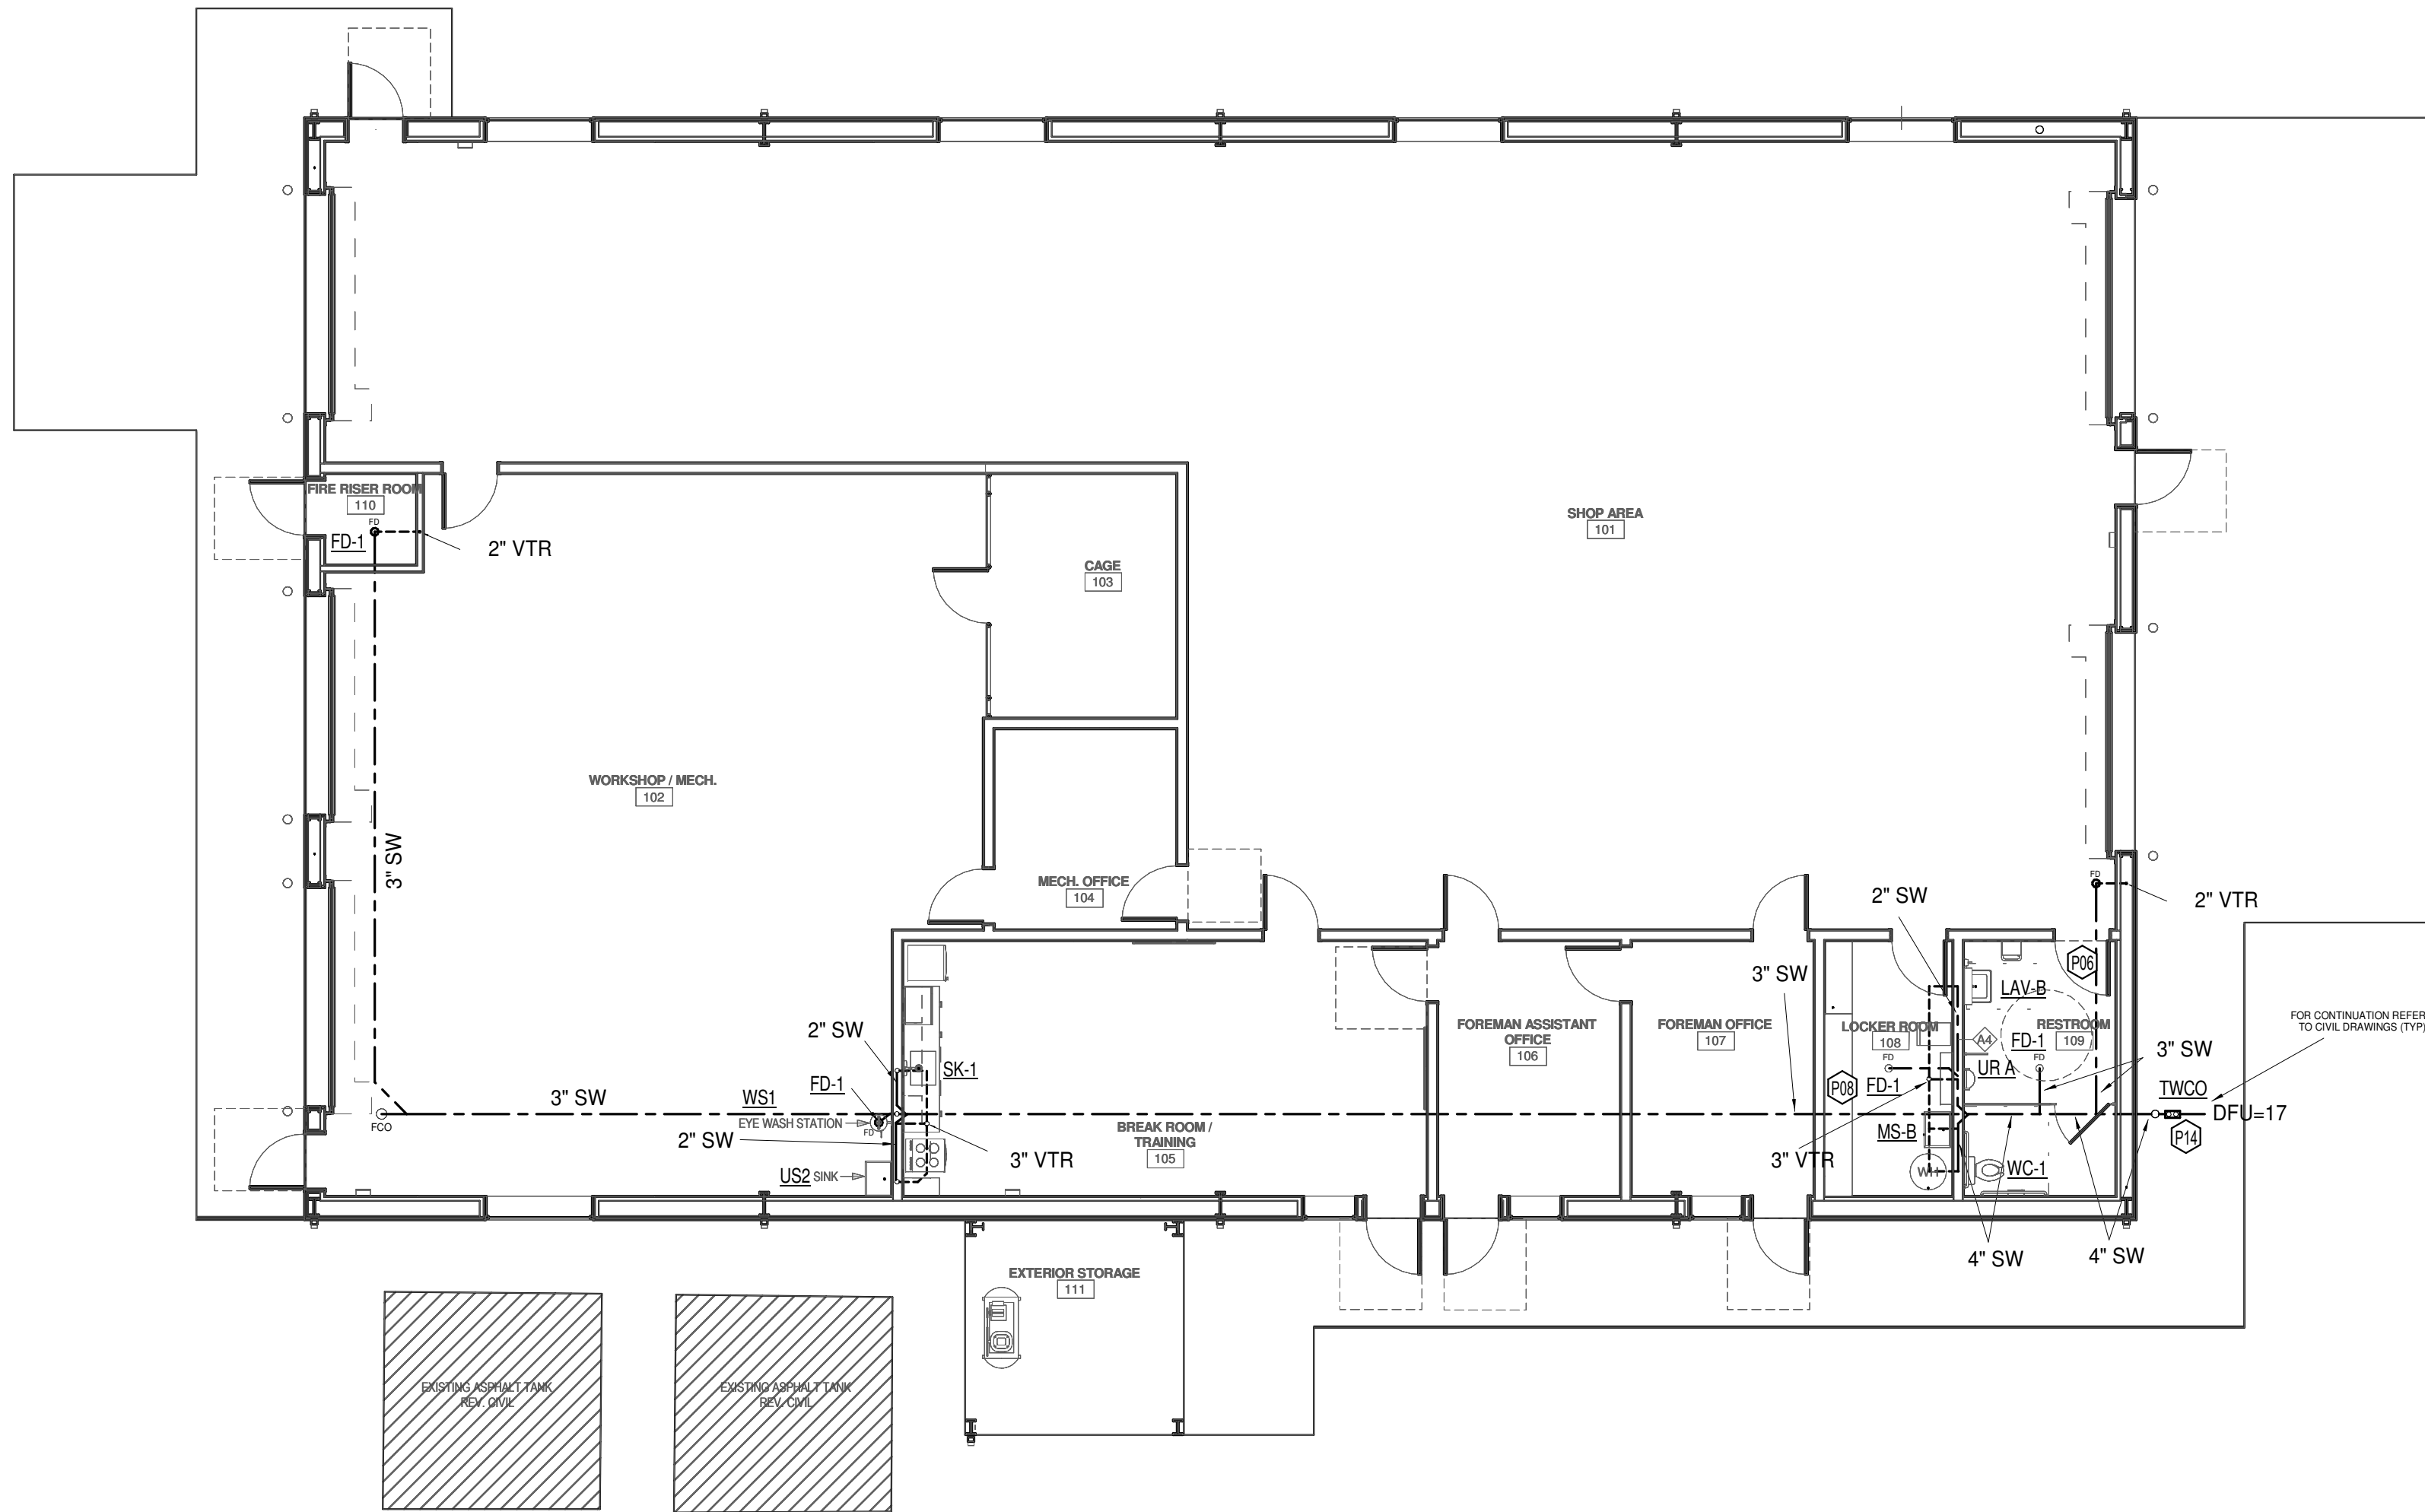 FIRE RISER ROOM
110
FD
FD-1
2" VTR
SHOP AREA
101
CAGE
103
WORKSHOP / MECH.
102
3" SW
MECH. OFFICE
104
FD
2" SW
2" VTR
P06
3" SW
LAV-B
2" SW
FOREMAN ASSISTANT
OFFICE
106
FOREMAN OFFICE
107
LOCKER ROOM
108
A4
RESTROOM
109
FD-1
FD
FD
FOR CONTINUATION REFER
TO CIVIL DRAWINGS (TYP)
3" SW
SK-1
UR A
P08
FD-1
TWCO
FD-1
WS1
3" SW
FCO
EYE WASH STATION
FD
DFU=17
P14
BREAK ROOM /
TRAINING
105
2" SW
MS-B
3" VTR
3" VTR
US2 SINK
WH
WC-1
4" SW
4" SW
EXTERIOR STORAGE
111
EXISTING ASPHALT TANK
REV. CIVIL
EXISTING ASPHALT TANK
REV. CIVIL